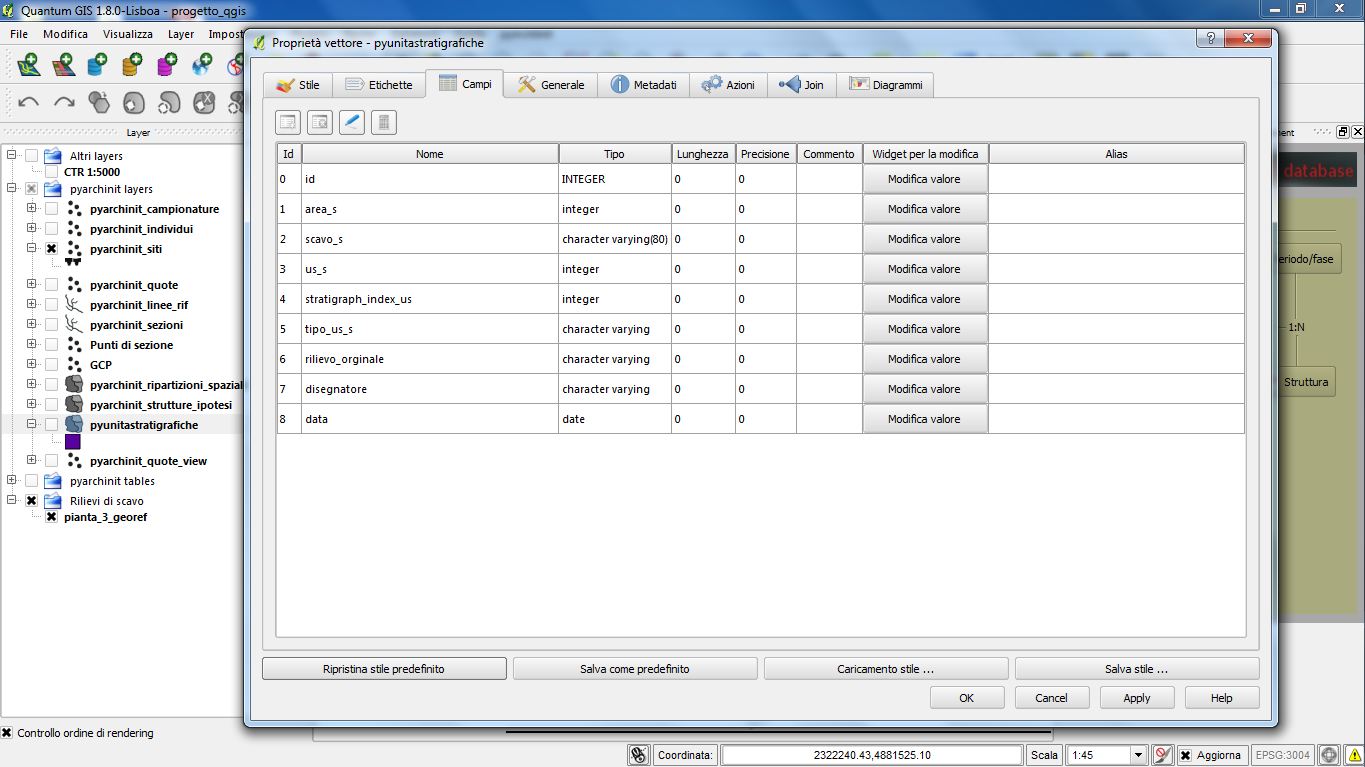 Quantum GIS 1.8.0-Lisboa - progetto_qgis
File Modifica Visualizza Layer Impost
Layer
Altri layers
CTR 1:5000
pyarchinit layers
pyarchinit_campionature
pyarchinit_individui
pyarchinit_siti
pyarchinit_quote
pyarchinit_linee_rif
pyarchinit_sezioni
Punti di sezione
GCP
pyarchinit_ripartizioni_spazial
pyarchinit_strutture_ipotesi
pyunitastratigrafiche
pyarchinit_quote_view
pyarchinit tables
Rilievi di scavo
pianta_3_georef
Controllo ordine di rendering
Proprietà vettore - pyunitastratigrafiche
Stile Etichette Campi Generale Metadati Azioni Join Diagrammi
Id Nome Tipo Lunghezza Precisione Commento Widget per la modifica Alias
0 id INTEGER 0 0 Modifica valore
1 area_s integer 0 0 Modifica valore
2 scavo_s character varying(80) 0 0 Modifica valore
3 us_s integer 0 0 Modifica valore
4 stratigraph_index_us integer 0 0 Modifica valore
5 tipo_us_s character varying 0 0 Modifica valore
6 rilievo_orginale character varying 0 0 Modifica valore
7 disegnatore character varying 0 0 Modifica valore
8 data date 0 0 Modifica valore
Ripristina stile predefinito Salva come predefinito Caricamento stile ... Salva stile ...
OK Cancel Apply Help
ent
database
eriodo/fase
1:N
Struttura
Coordinata: 2322240.43,4881525.10 Scala 1:45 Aggiorna EPSG:3004